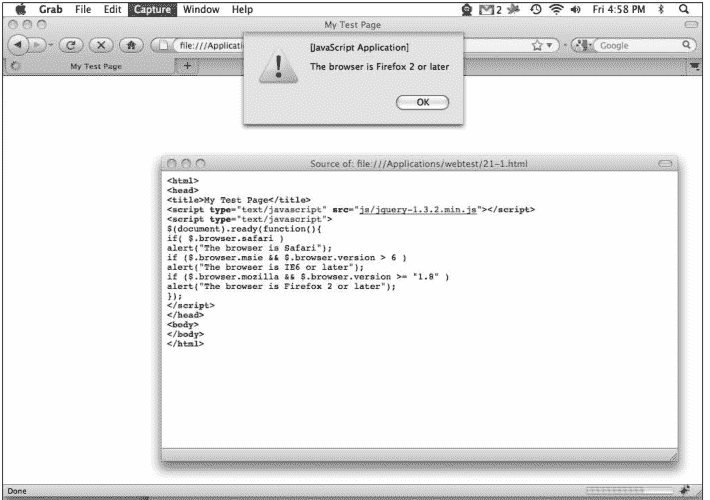 Grab File Edit Capture Window Help 2 Fri 4:58 PM
My Test Page
file:///Applicati Google
My Test Page +
[JavaScript Application]
The browser is Firefox 2 or later
OK
Source of: file:///Applications/webtest/21-1.html
<html>
<head>
<title>My Test Page</title>
<script type="text/javascript" src="js/jquery-1.3.2.min.js"></script>
<script type="text/javascript">
$(document).ready(function(){
if( $.browser.safari )
alert("The browser is Safari");
if ($.browser.msie && $.browser.version > 6 )
alert("The browser is IE6 or later");
if ($.browser.mozilla && $.browser.version >= "1.8" )
alert("The browser is Firefox 2 or later");
});
</script>
</head>
<body>
</body>
</html>
Done